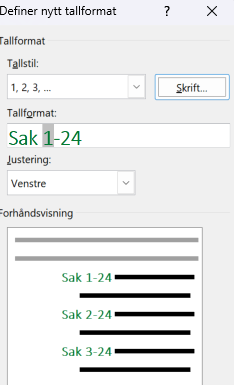 Definer nytt tallformat ? ×
Tallformat
Tallstil:
1, 2, 3, ...
Skrift...
Tallformat:
Sak 1-24
Justering:
Venstre
Forhåndsvisning
Sak 1-24
Sak 2-24
Sak 3-24